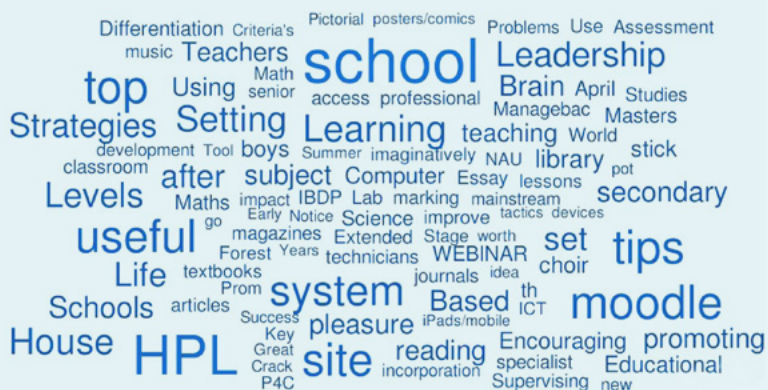 Differentiation Criteria's Pictorial posters/comics Problems Use Assessment
music Teachers school Leadership
top Using Math senior access professional Brain April Studies
Managebac Masters
Strategies Setting Learning teaching World
development Tool boys Summer imaginatively NAU library stick
classroom after subject Computer Essay lessons pot
Levels Maths impact IBDP Lab marking mainstream secondary
go Early Notice Science improve tactics devices
useful magazines Extended Stage worth set tips
Forest Years technicians WEBINAR choir
Life textbooks journals idea
Prom system Based th ICT moodle
Schools articles Success pleasure iPads/mobile
House HPL Key Great site reading Encouraging promoting
Crack incorporation specialist Educational
P4C Supervising new